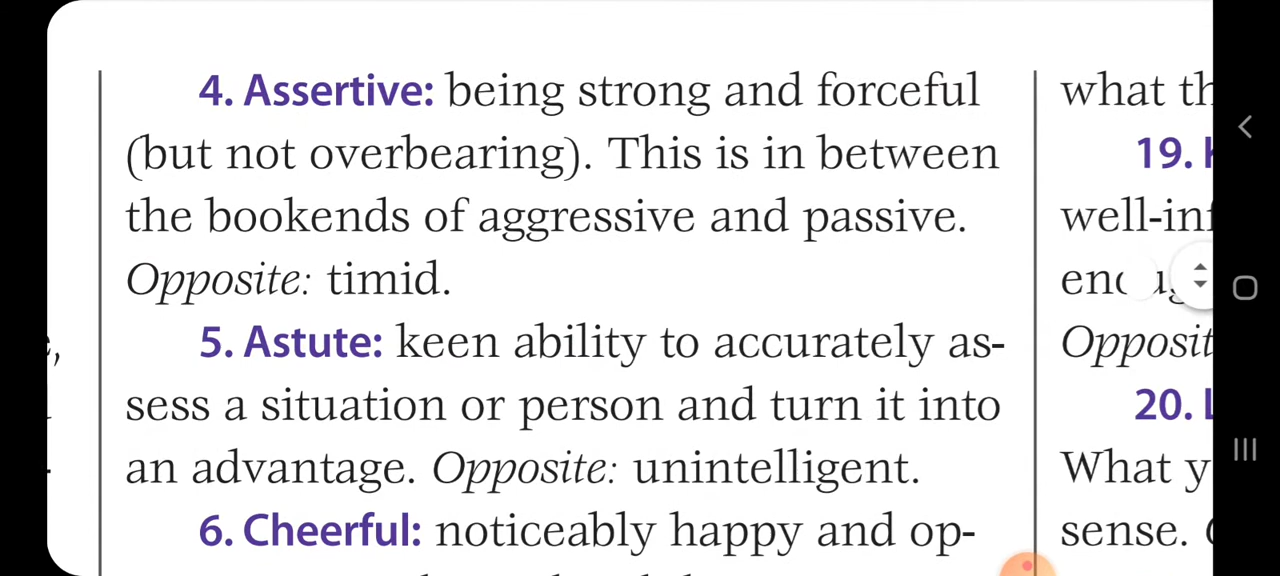 4. Assertive: being strong and forceful
(but not overbearing). This is in between
the bookends of aggressive and passive.
Opposite: timid.
5. Astute: keen ability to accurately as-
sess a situation or person and turn it into
an advantage. Opposite: unintelligent.
6. Cheerful: noticeably happy and op-
what th
19.
well-in
Opposit
20. L
What y
sense.